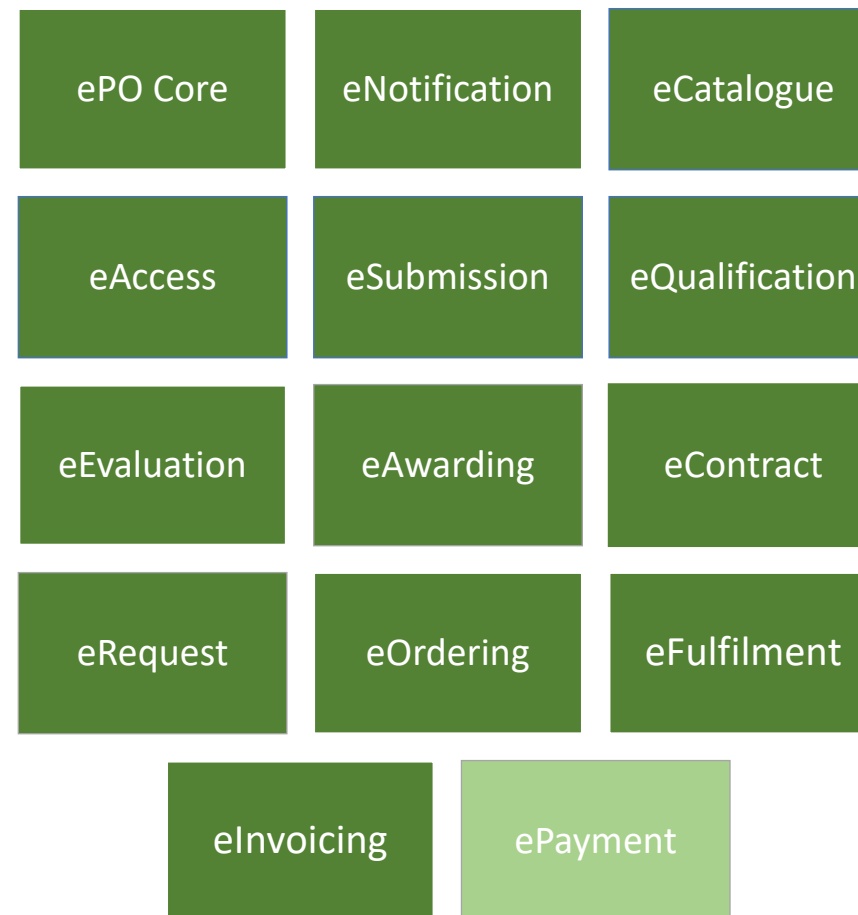 ePO Core
eNotification
eCatalogue
eAccess
eSubmission
eQualification
eEvaluation
eAwarding
eContract
eRequest
eOrdering
eFulfilment
eInvoicing
ePayment